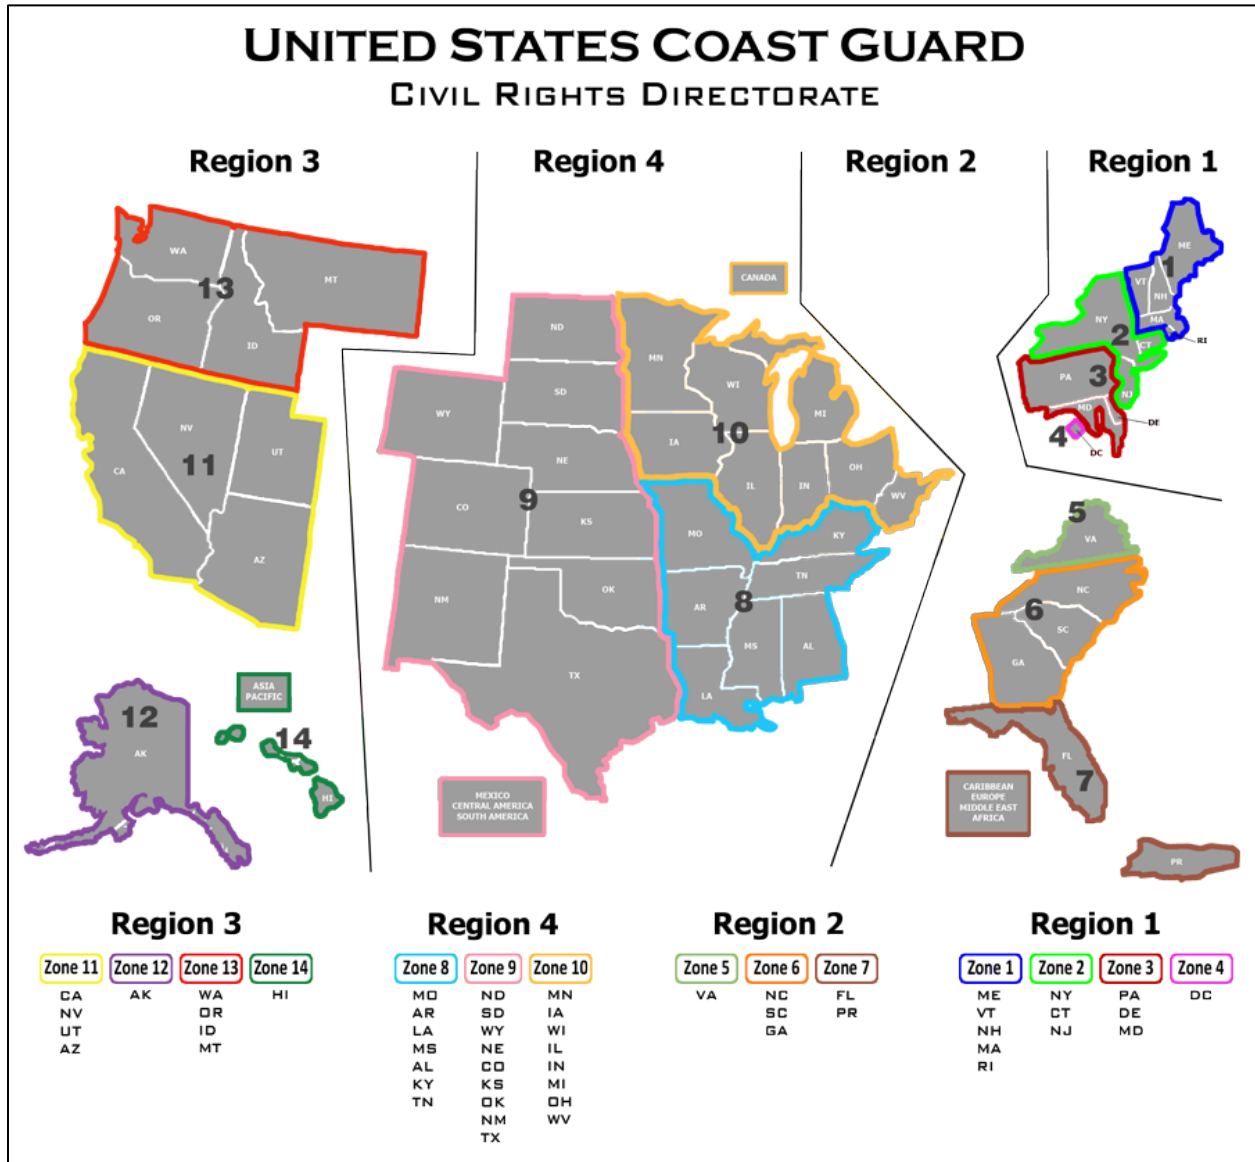 UNITED STATES COAST GUARD
CIVIL RIGHTS DIRECTORATE
Region 3
Region 4
Region 2
Region 1
WA
OR
ID
MT
13
CA
NV
UT
AZ
11
AK
12
ASIA
PACIFIC
14
HI
CANADA
ND
SD
WY
NE
CO
KS
NM
OK
TX
9
MN
WI
IA
IL
IN
MI
OH
WV
10
MO
KY
TN
AR
MS
AL
LA
8
MEXICO
CENTRAL AMERICA
SOUTH AMERICA
ME
VT
NH
MA
RI
1
NY
CT
NJ
2
PA
MD
DE
3
4
DC
5
VA
6
NC
SC
GA
FL
7
CARIBBEAN
EUROPE
MIDDLE EAST
AFRICA
PR
Region 3
Zone 11
CA
NV
UT
AZ
Zone 12
AK
Zone 13
WA
OR
ID
MT
Zone 14
HI
Region 4
Zone 8
MO
AR
LA
MS
AL
KY
TN
Zone 9
ND
SD
WY
NE
CO
KS
OK
NM
TX
Zone 10
MN
IA
WI
IL
IN
MI
OH
WV
Region 2
Zone 5
VA
Zone 6
NC
SC
GA
Zone 7
FL
PR
Region 1
Zone 1
ME
VT
NH
MA
RI
Zone 2
NY
CT
NJ
Zone 3
PA
DE
MD
Zone 4
DC